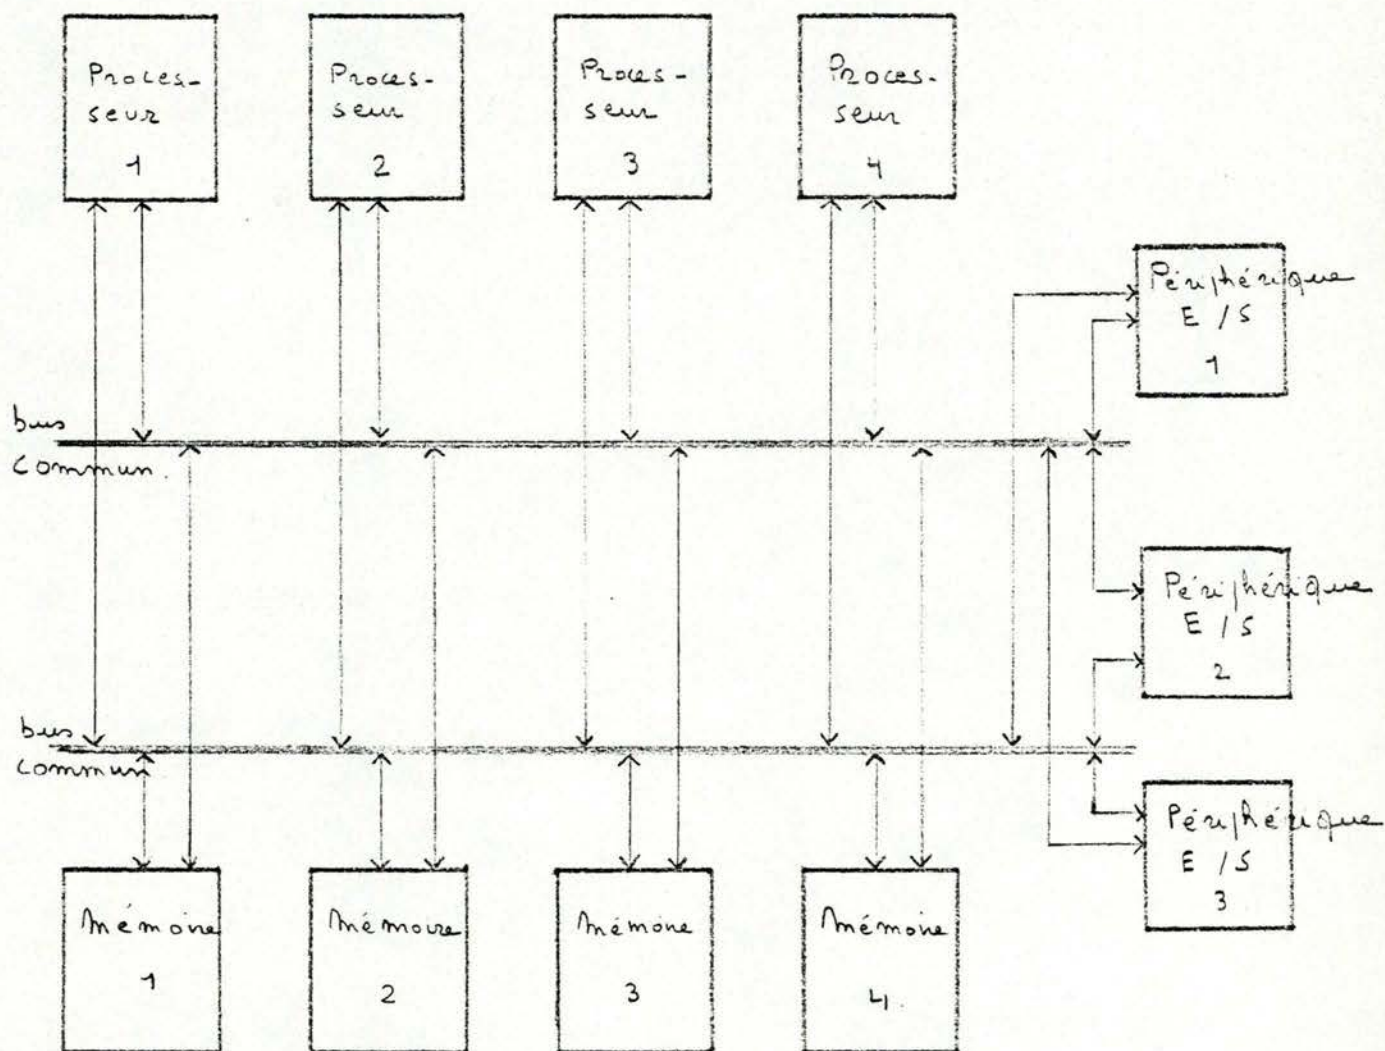 Proces-
seur
1
Proces-
seur
2
Proces-
seur
3
Proces-
seur
4
Périphérique
E / S
1
bus
commun.
Périphérique
E / S
2
bus
commun
Périphérique
E / S
3
Mémoire
1
Mémoire
2
Mémoire
3
Mémoire
4